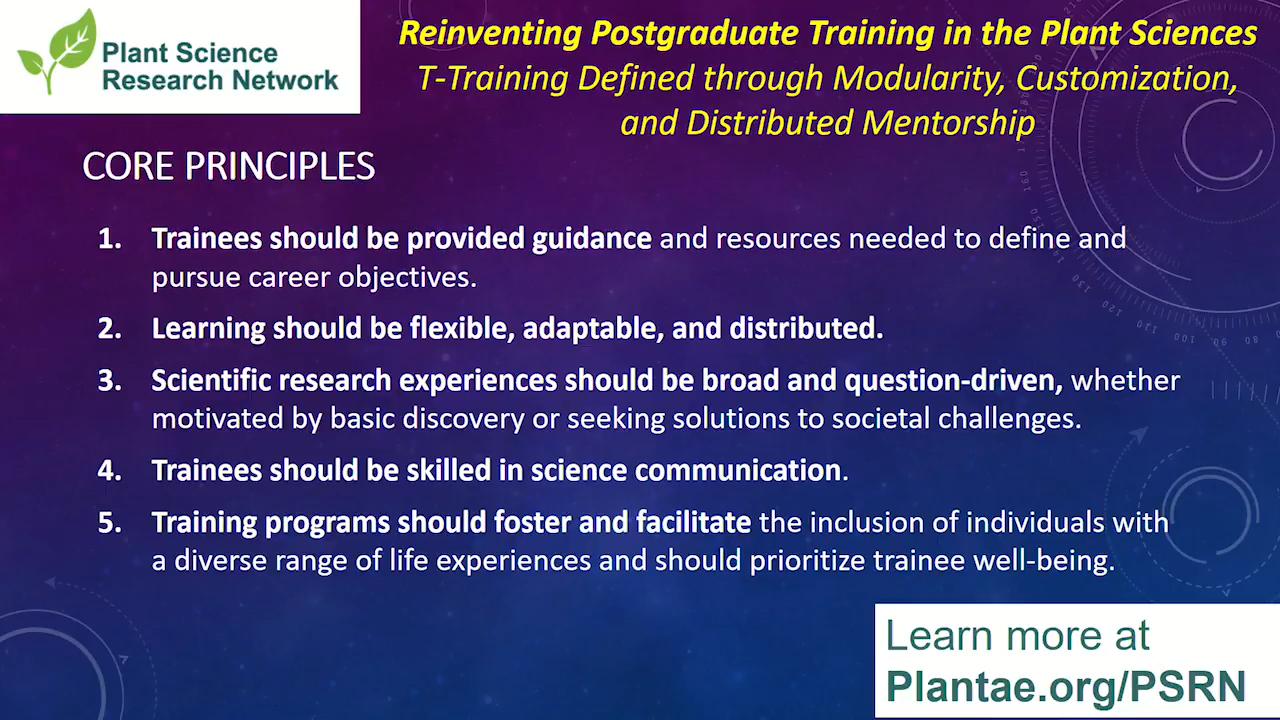 Plant Science
Research Network
Reinventing Postgraduate Training in the Plant Sciences
T-Training Defined through Modularity, Customization,
and Distributed Mentorship
CORE PRINCIPLES
1. Trainees should be provided guidance and resources needed to define and
pursue career objectives.
2. Learning should be flexible, adaptable, and distributed.
3. Scientific research experiences should be broad and question-driven, whether
motivated by basic discovery or seeking solutions to societal challenges.
4. Trainees should be skilled in science communication.
5. Training programs should foster and facilitate the inclusion of individuals with
a diverse range of life experiences and should prioritize trainee well-being.
Learn more at
Plantae.org/PSRN